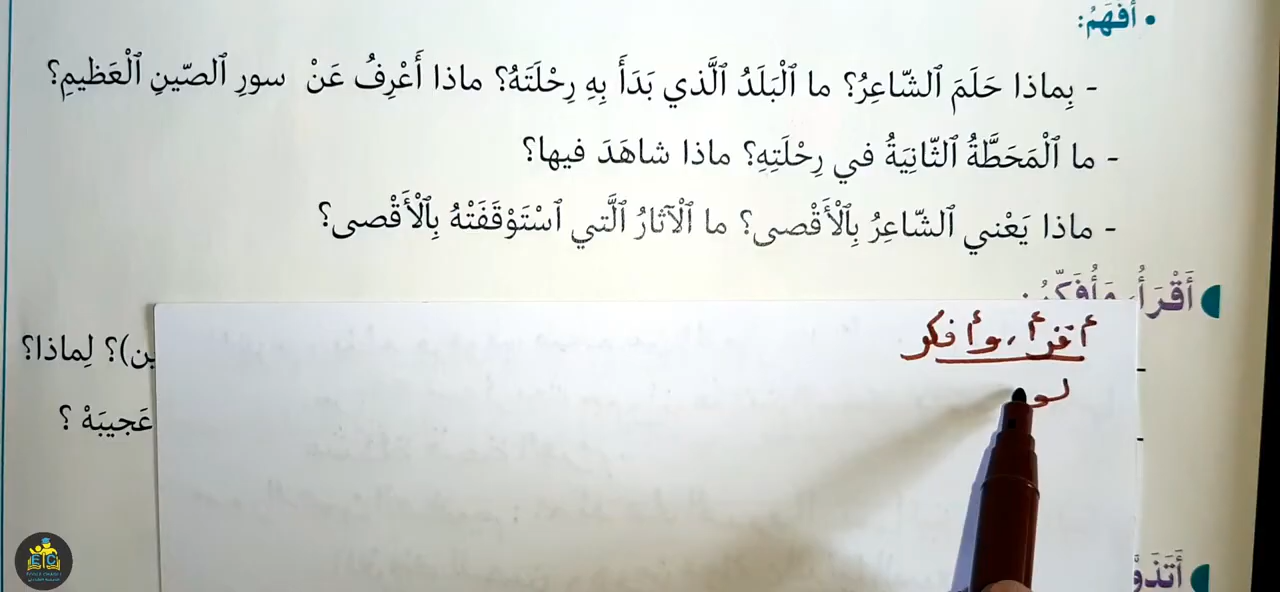 • أفهم:
- بِماذا حَلَمَ ٱلشّاعِرُ؟ ما ٱلْبَلَدُ ٱلَّذي بَدَأَ بِهِ رِحْلَتَهُ؟ ماذا أَعْرِفُ عَنْ سورِ ٱلصّينِ ٱلْعَظيمِ؟
- ما ٱلْمَحَطَّةُ ٱلثّانِيَةُ في رِحْلَتِهِ؟ ماذا شاهَدَ فيها؟
- ماذا يَعْني ٱلشّاعِرُ بِٱلْأَقْصى؟ ما ٱلْآثارُ ٱلَّتي ٱسْتَوْقَفَتْهُ بِٱلْأَقْصى؟
أَقْرَأُ وَأُفَكِّرُ:
أقرأ، وأفكر
لو
؟ لِماذا؟
عَجيبَهْ ؟